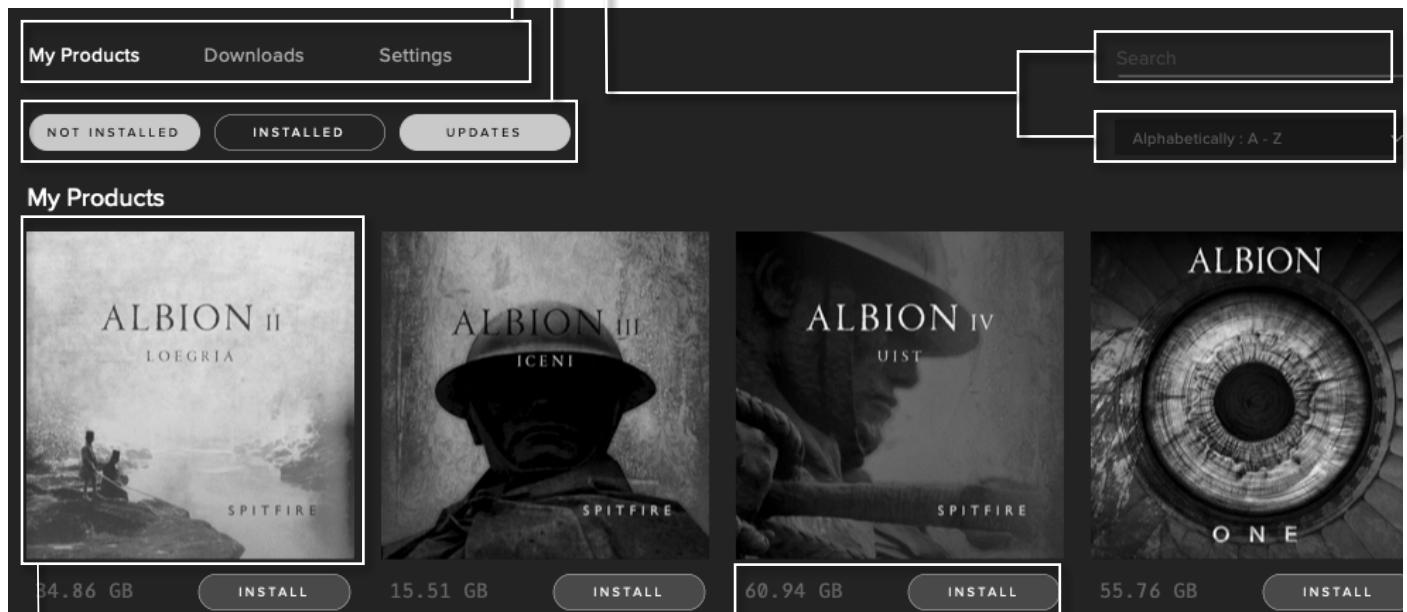 My Products Downloads Settings Search
NOT INSTALLED INSTALLED UPDATES Alphabetically : A - Z
My Products
ALBION II
LOEGRIA
SPITFIRE
ALBION III
ICENI
SPITFIRE
ALBION IV
UIST
SPITFIRE
ALBION
ONE
34.86 GB INSTALL 15.51 GB INSTALL 60.94 GB INSTALL 55.76 GB INSTALL